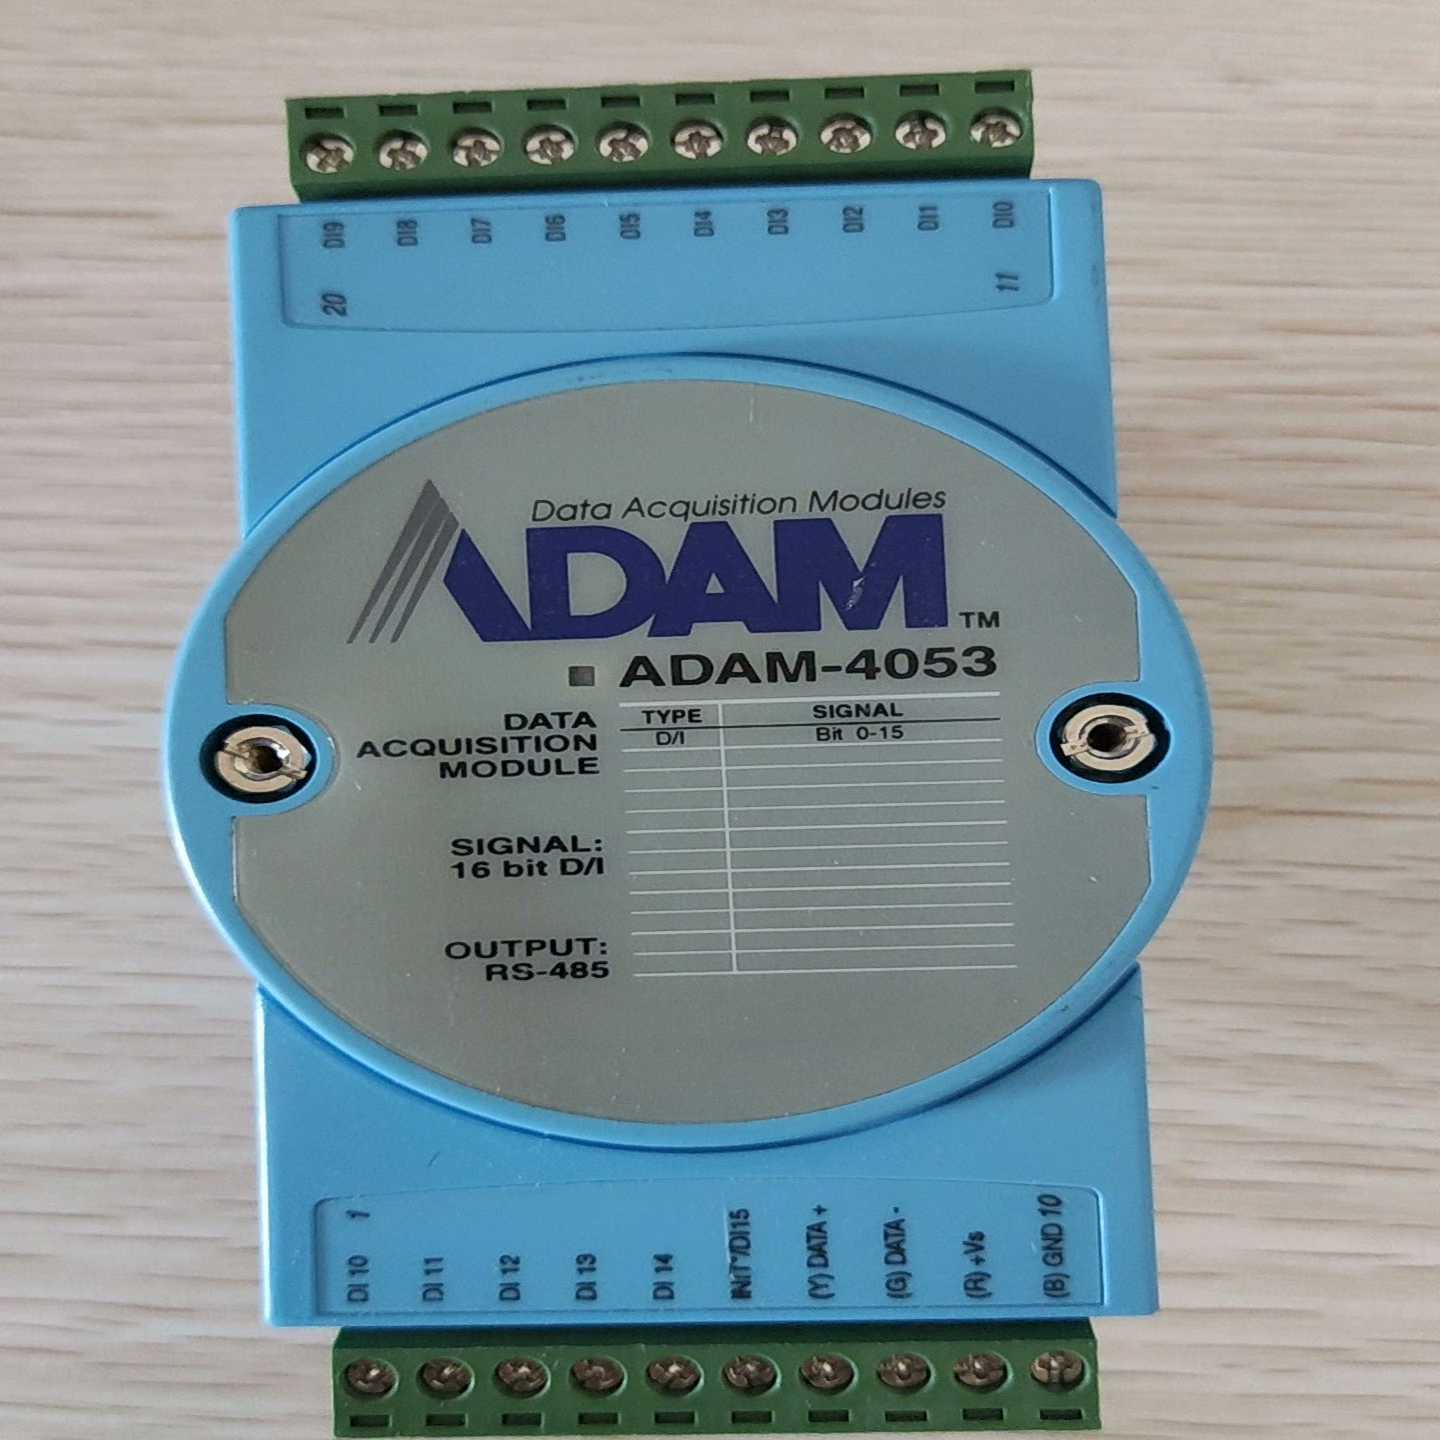 DI9 DI8 DI7 DI6 DI5 DI4 DI3 DI2 DI1 DI0
20 11
Data Acquisition Modules
ADAM TM
ADAM-4053
DATA
ACQUISITION
MODULE
TYPE SIGNAL
D/I Bit 0-15
SIGNAL:
16 bit D/I
OUTPUT:
RS-485
1 10
DI 10 DI 11 DI 12 DI 13 DI 14 INIT*/DI15 (Y) DATA + (G) DATA - (R) +Vs (B) GND